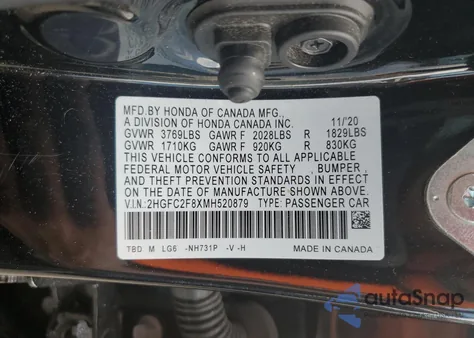 MFD.BY HONDA OF CANADA MFG.,
A DIVISION OF HONDA CANADA INC. 11/'20
GVWR 3769LBS GAWR F 2028LBS R 1829LBS
GVWR 1710KG GAWR F 920KG R 830KG
THIS VEHICLE CONFORMS TO ALL APPLICABLE
FEDERAL MOTOR VEHICLE SAFETY , BUMPER ,
AND THEFT PREVENTION STANDARDS IN EFFECT
ON THE DATE OF MANUFACTURE SHOWN ABOVE.
V.I.N.:2HGFC2F8XMH520879 TYPE: PASSENGER CAR
TBD M LG6 -NH731P -V -H MADE IN CANADA
autoSnap